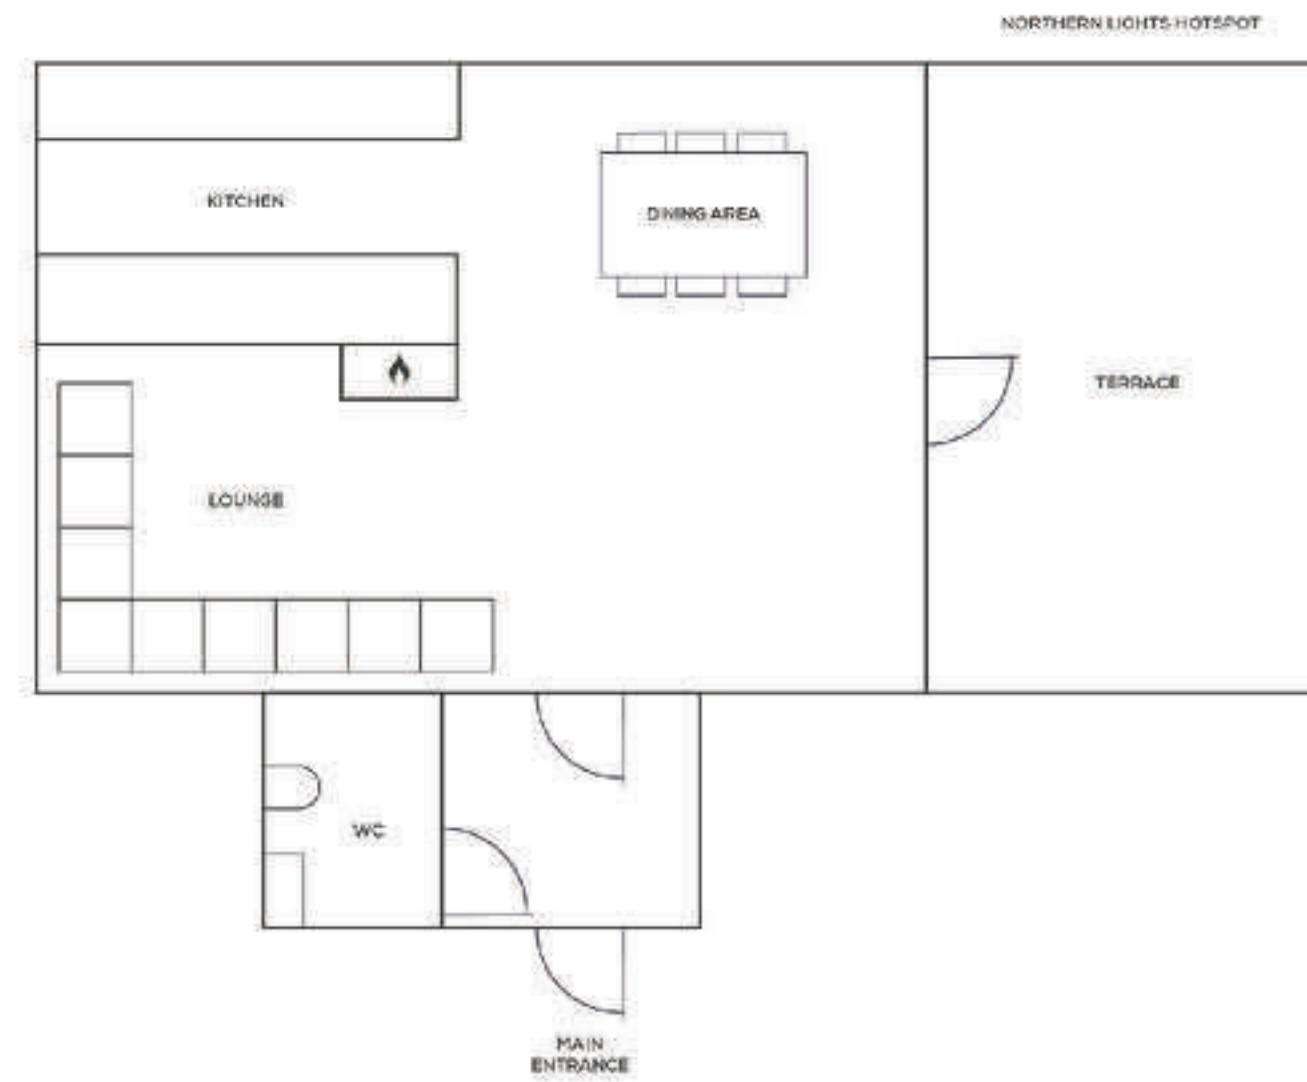 NORTHERN LIGHTS HOTSPOT
KITCHEN
DINING AREA
TERRACE
LOUNGE
WC
MAIN
ENTRANCE